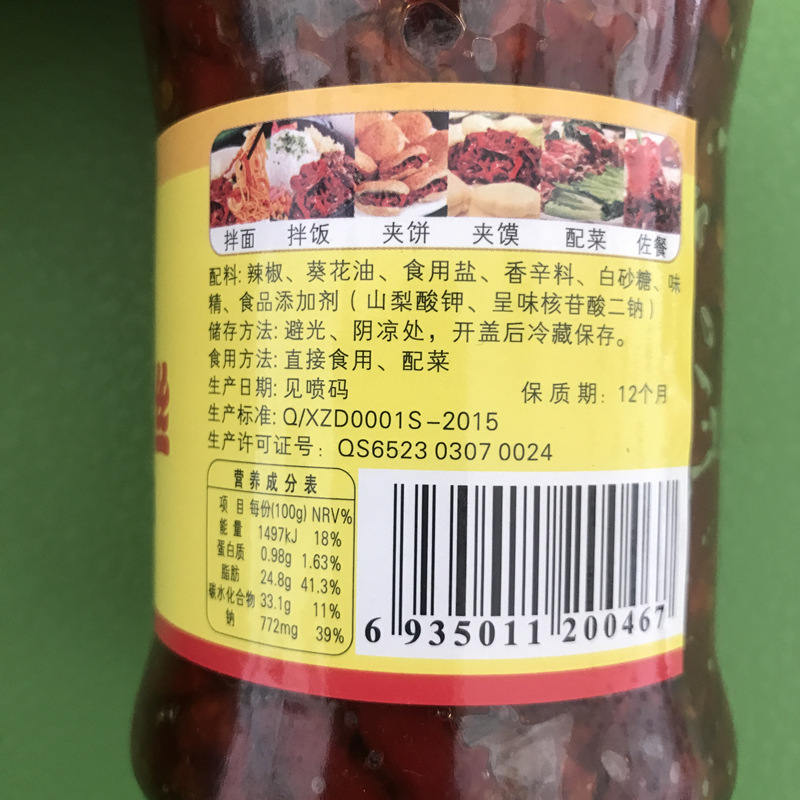 拌面 拌饭 夹饼 夹馍 配菜 佐餐
配料: 辣椒、葵花油、食用盐、香辛料、白砂糖、味
精、食品添加剂（山梨酸钾、呈味核苷酸二钠）
储存方法: 避光、阴凉处，开盖后冷藏保存。
食用方法: 直接食用、配菜
生产日期: 见喷码 保质期: 12个月
生产标准: Q/XZD0001S-2015
生产许可证号: QS6523 0307 0024
营养成分表
项目 每份(100g) NRV%
能量 1497kJ 18%
蛋白质 0.98g 1.63%
脂肪 24.8g 41.3%
碳水化合物 33.1g 11%
钠 772mg 39%
6 935011 200467